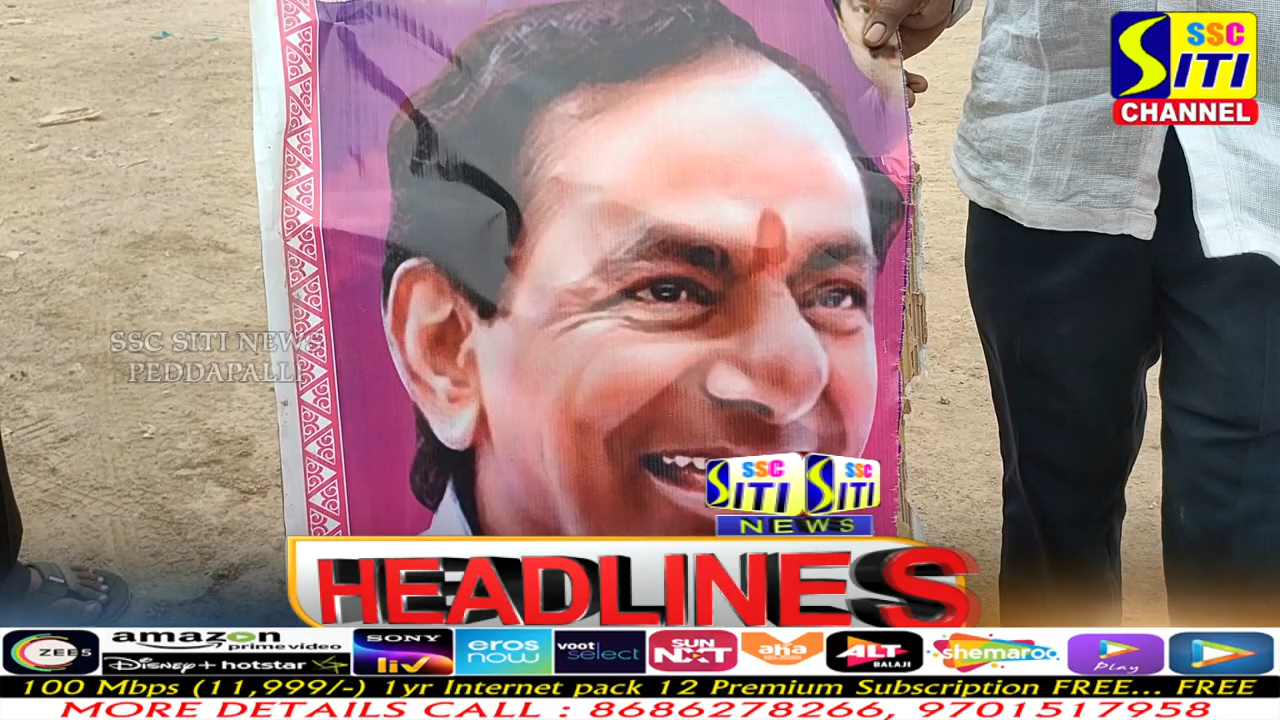 SSC
SITI
CHANNEL
SSC SITI NEWS
PEDDAPALLI
SSC SSC
SITI SITI
NEWS
HEADLINES
ZEE5 amazon primevideo Disney+ hotstar SONY liv eros now voot select SUN NXT aha ALT BALAJI shemaroo Play
100 Mbps (11,999/-) 1yr Internet pack 12 Premium Subscription FREE... FREE
MORE DETAILS CALL : 8686278266, 9701517958